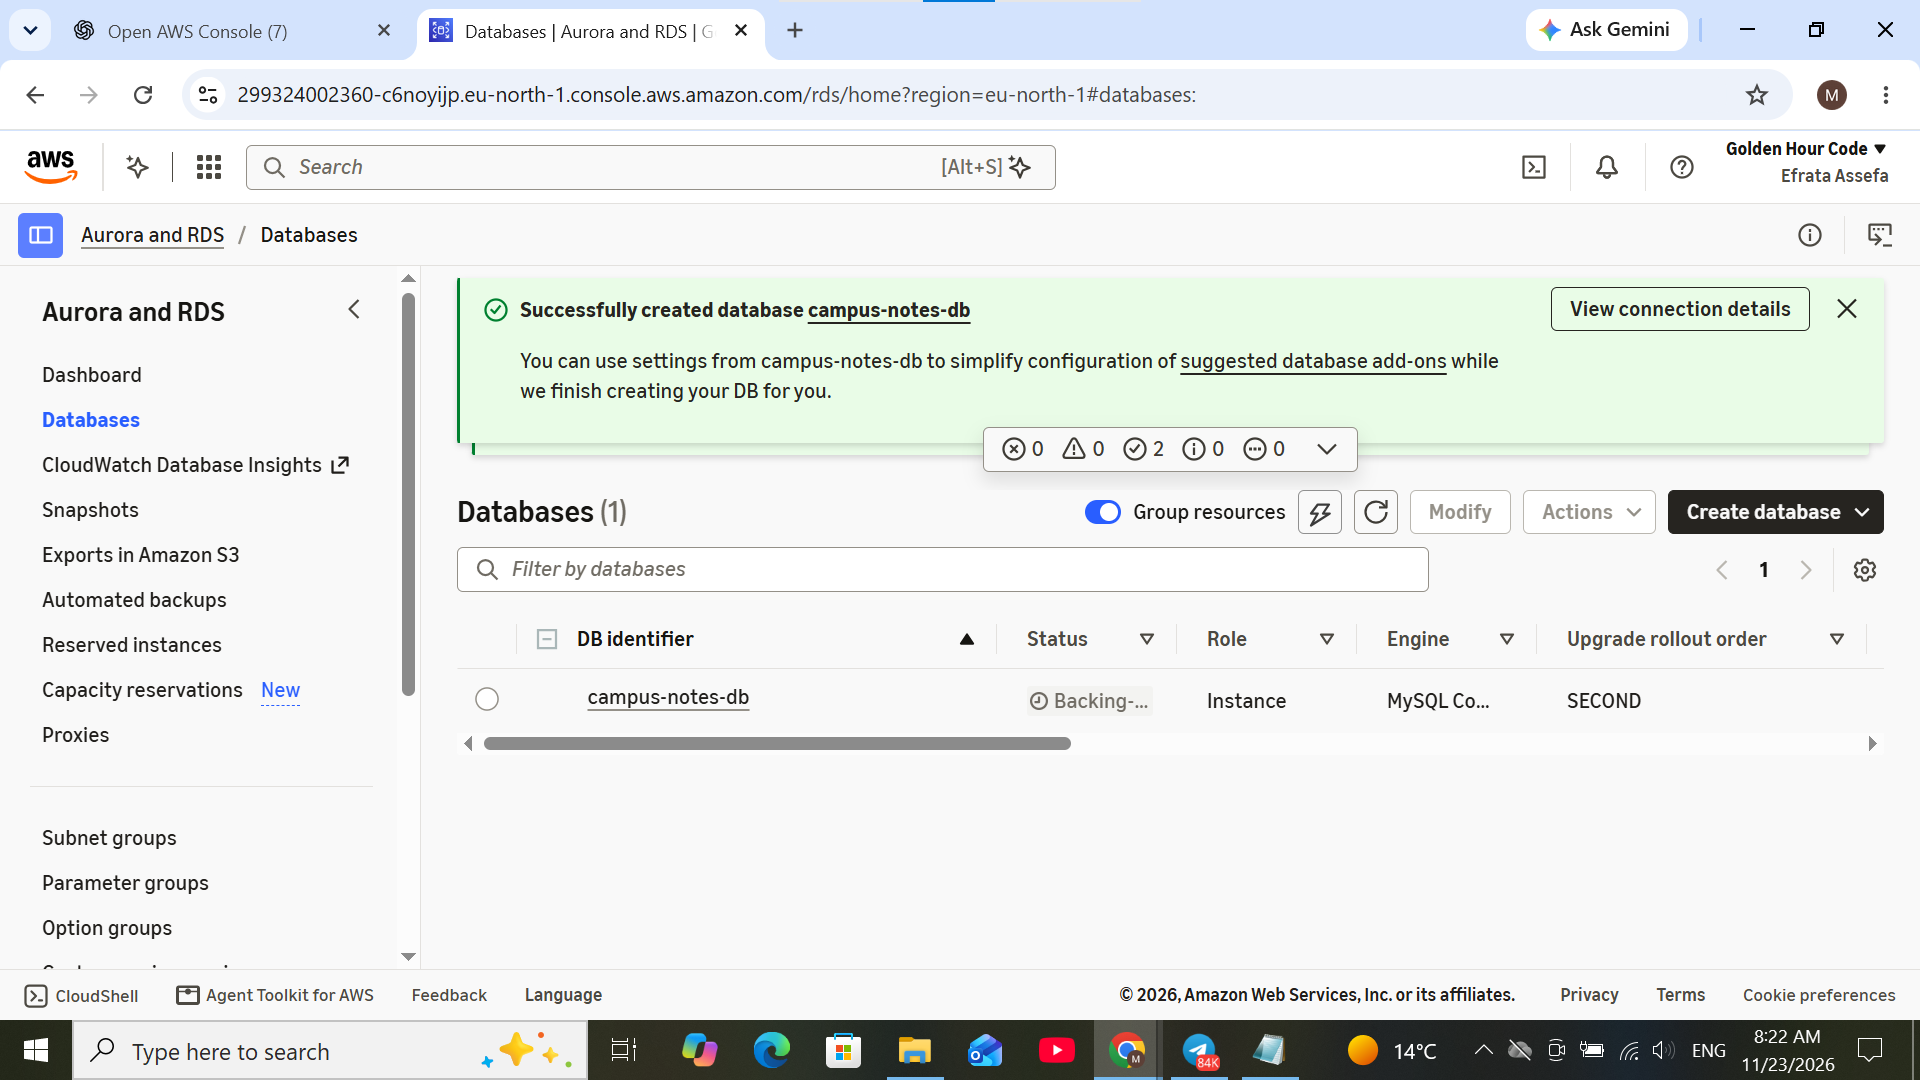 Open AWS Console (7)
Databases | Aurora and RDS | G
Ask Gemini
299324002360-c6noyijp.eu-north-1.console.aws.amazon.com/rds/home?region=eu-north-1#databases:
M
aws
Search
[Alt+S]
Golden Hour Code
Efrata Assefa
Aurora and RDS / Databases
Aurora and RDS
Dashboard
Databases
CloudWatch Database Insights
Snapshots
Exports in Amazon S3
Automated backups
Reserved instances
Capacity reservations New
Proxies
Subnet groups
Parameter groups
Option groups
Successfully created database campus-notes-db
View connection details
You can use settings from campus-notes-db to simplify configuration of suggested database add-ons while
we finish creating your DB for you.
0 0 2 0 0
Databases (1)
Group resources
Modify
Actions
Create database
Filter by databases
1
DB identifier Status Role Engine Upgrade rollout order
campus-notes-db Backing-... Instance MySQL Co... SECOND
CloudShell
Agent Toolkit for AWS
Feedback
Language
© 2026, Amazon Web Services, Inc. or its affiliates.
Privacy
Terms
Cookie preferences
Type here to search
M
84K
14°C
ENG
8:22 AM
11/23/2026